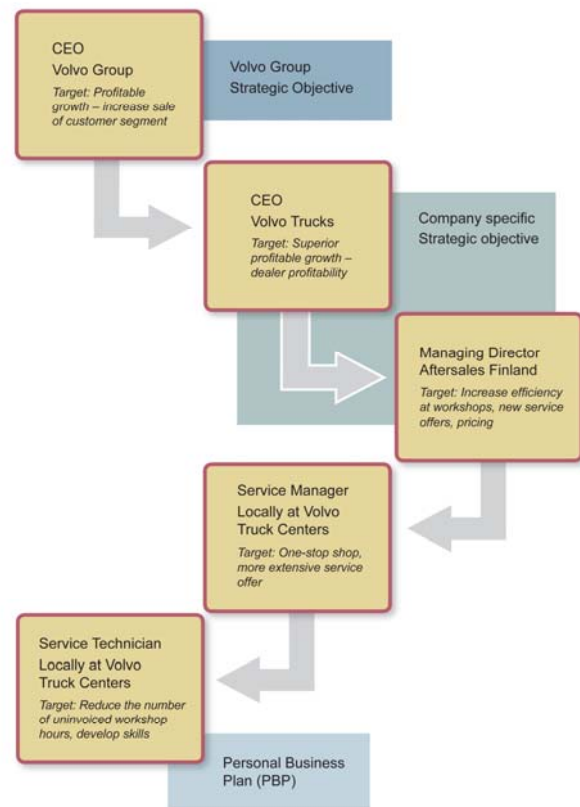 CEO
Volvo Group
Target: Profitable
growth – increase sale
of customer segment
Volvo Group
Strategic Objective
CEO
Volvo Trucks
Target: Superior
profitable growth –
dealer profitability
Company specific
Strategic objective
Managing Director
Aftersales Finland
Target: Increase efficiency
at workshops, new service
offers, pricing
Service Manager
Locally at Volvo
Truck Centers
Target: One-stop shop,
more extensive service
offer
Service Technician
Locally at Volvo
Truck Centers
Target: Reduce the number
of uninvoiced workshop
hours, develop skills
Personal Business
Plan (PBP)